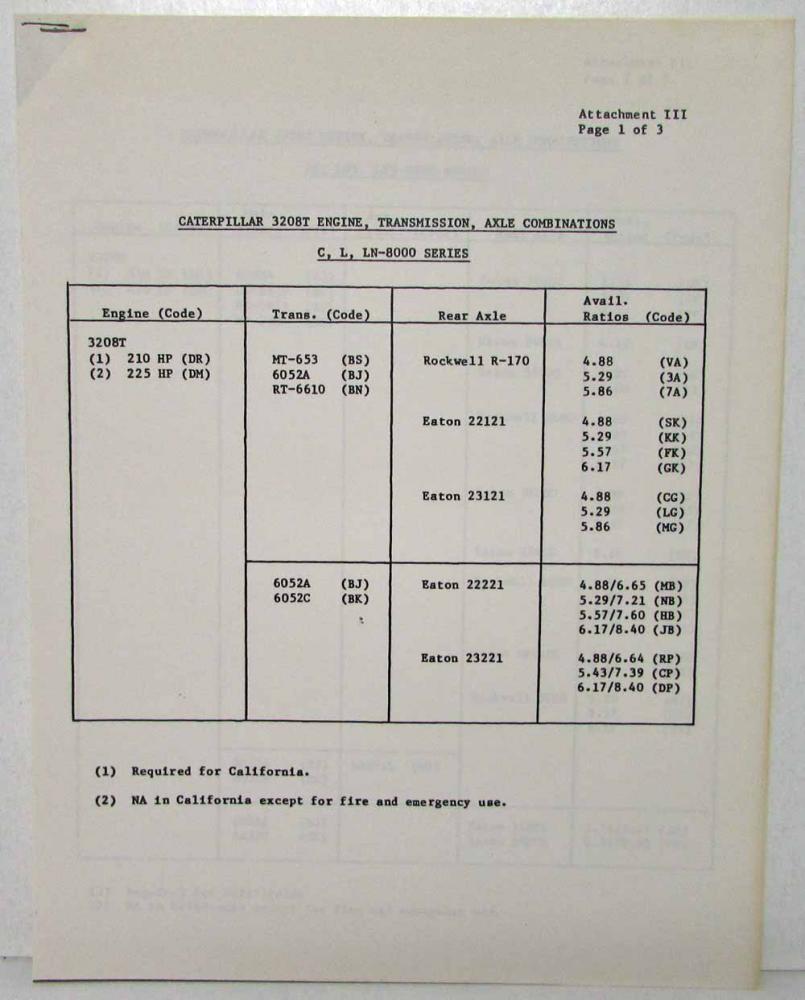 Attachment III
Page 1 of 3
CATERPILLAR 3208T ENGINE, TRANSMISSION, AXLE COMBINATIONS
C, L, LN-8000 SERIES
Avail.
Engine (Code) Trans. (Code) Rear Axle Ratios (Code)
3208T
(1) 210 HP (DR) MT-653 (BS) Rockwell R-170 4.88 (VA)
(2) 225 HP (DM) 6052A (BJ) 5.29 (3A)
RT-6610 (BN) 5.86 (7A)
Eaton 22121 4.88 (SK)
5.29 (KK)
5.57 (FK)
6.17 (GK)
Eaton 23121 4.88 (CG)
5.29 (LG)
5.86 (MG)
6052A (BJ) Eaton 22221 4.88/6.65 (MB)
6052C (BK) 5.29/7.21 (NB)
5.57/7.60 (HB)
6.17/8.40 (JB)
Eaton 23221 4.88/6.64 (RP)
5.43/7.39 (CP)
6.17/8.40 (DP)
(1) Required for California.
(2) NA in California except for fire and emergency use.